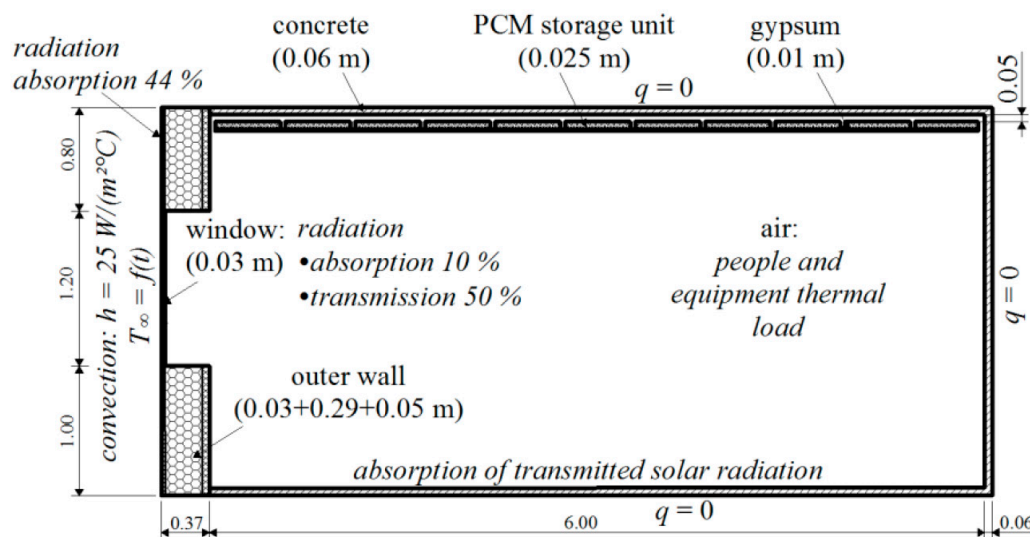 concrete
(0.06 m)
PCM storage unit
(0.025 m)
gypsum
(0.01 m)
radiation
absorption 44 %
q = 0
0.05
0.80
1.20
1.00
convection: h = 25 W/(m²°C)
T∞ = f(t)
window:
(0.03 m)
radiation
•absorption 10 %
•transmission 50 %
air:
people and
equipment thermal
load
q = 0
outer wall
(0.03+0.29+0.05 m)
absorption of transmitted solar radiation
q = 0
0.37
6.00
0.06